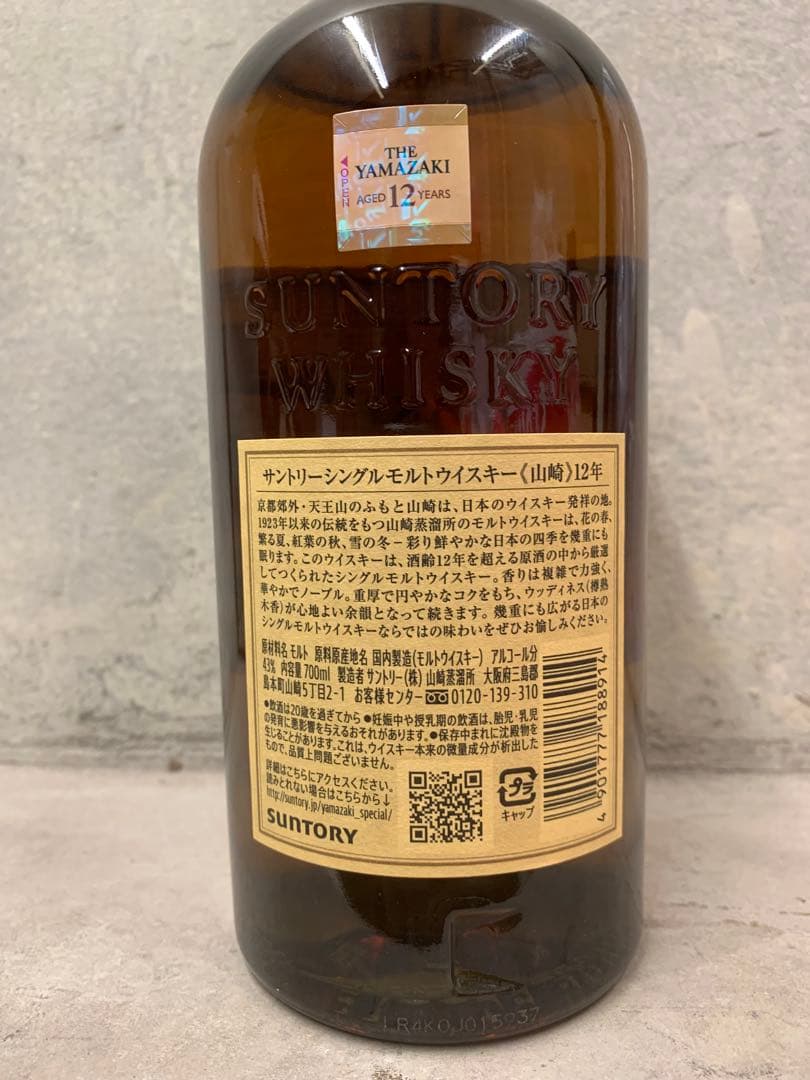 OPEN
THE
YAMAZAKI
AGED 12 YEARS
SUNTORY
WHISKY
サントリーシングルモルトウイスキー《山崎》12年
京都郊外・天王山のふもと山崎は、日本のウイスキー発祥の地。
1923年以来の伝統をもつ山崎蒸溜所のモルトウイスキーは、花の春、
繁る夏、紅葉の秋、雪の冬－彩り鮮やかな日本の四季を幾重にも
眠ります。このウイスキーは、酒齢12年を超える原酒の中から厳選
してつくられたシングルモルトウイスキー。香りは複雑で力強く、
華やかでノーブル。重厚で円やかなコクをもち、ウッディネス(樽熟
木香)が心地よい余韻となって続きます。幾重にも広がる日本の
シングルモルトウイスキーならではの味わいをぜひお愉しみください。
原材料名 モルト 原料原産地名 国内製造(モルトウイスキー) アルコール分
43% 内容量 700ml 製造者 サントリー(株) 山崎蒸溜所 大阪府三島郡
島本町山崎5丁目2-1 お客様センター 0120-139-310
●飲酒は20歳を過ぎてから ●妊娠中や授乳期の飲酒は、胎児・乳児
の発育に悪影響を与えるおそれがあります。●保存中まれに沈殿物を
生じることがあります。これは、ウイスキー本来の微量成分が析出した
もので、品質上問題ございません。
詳細はこちらにアクセスください。
読みとれない場合はこちらから↓
http://suntory.jp/yamazaki_special/
SUNTORY
プラ
キャップ
4 901777 188914
LR4KOJ015237